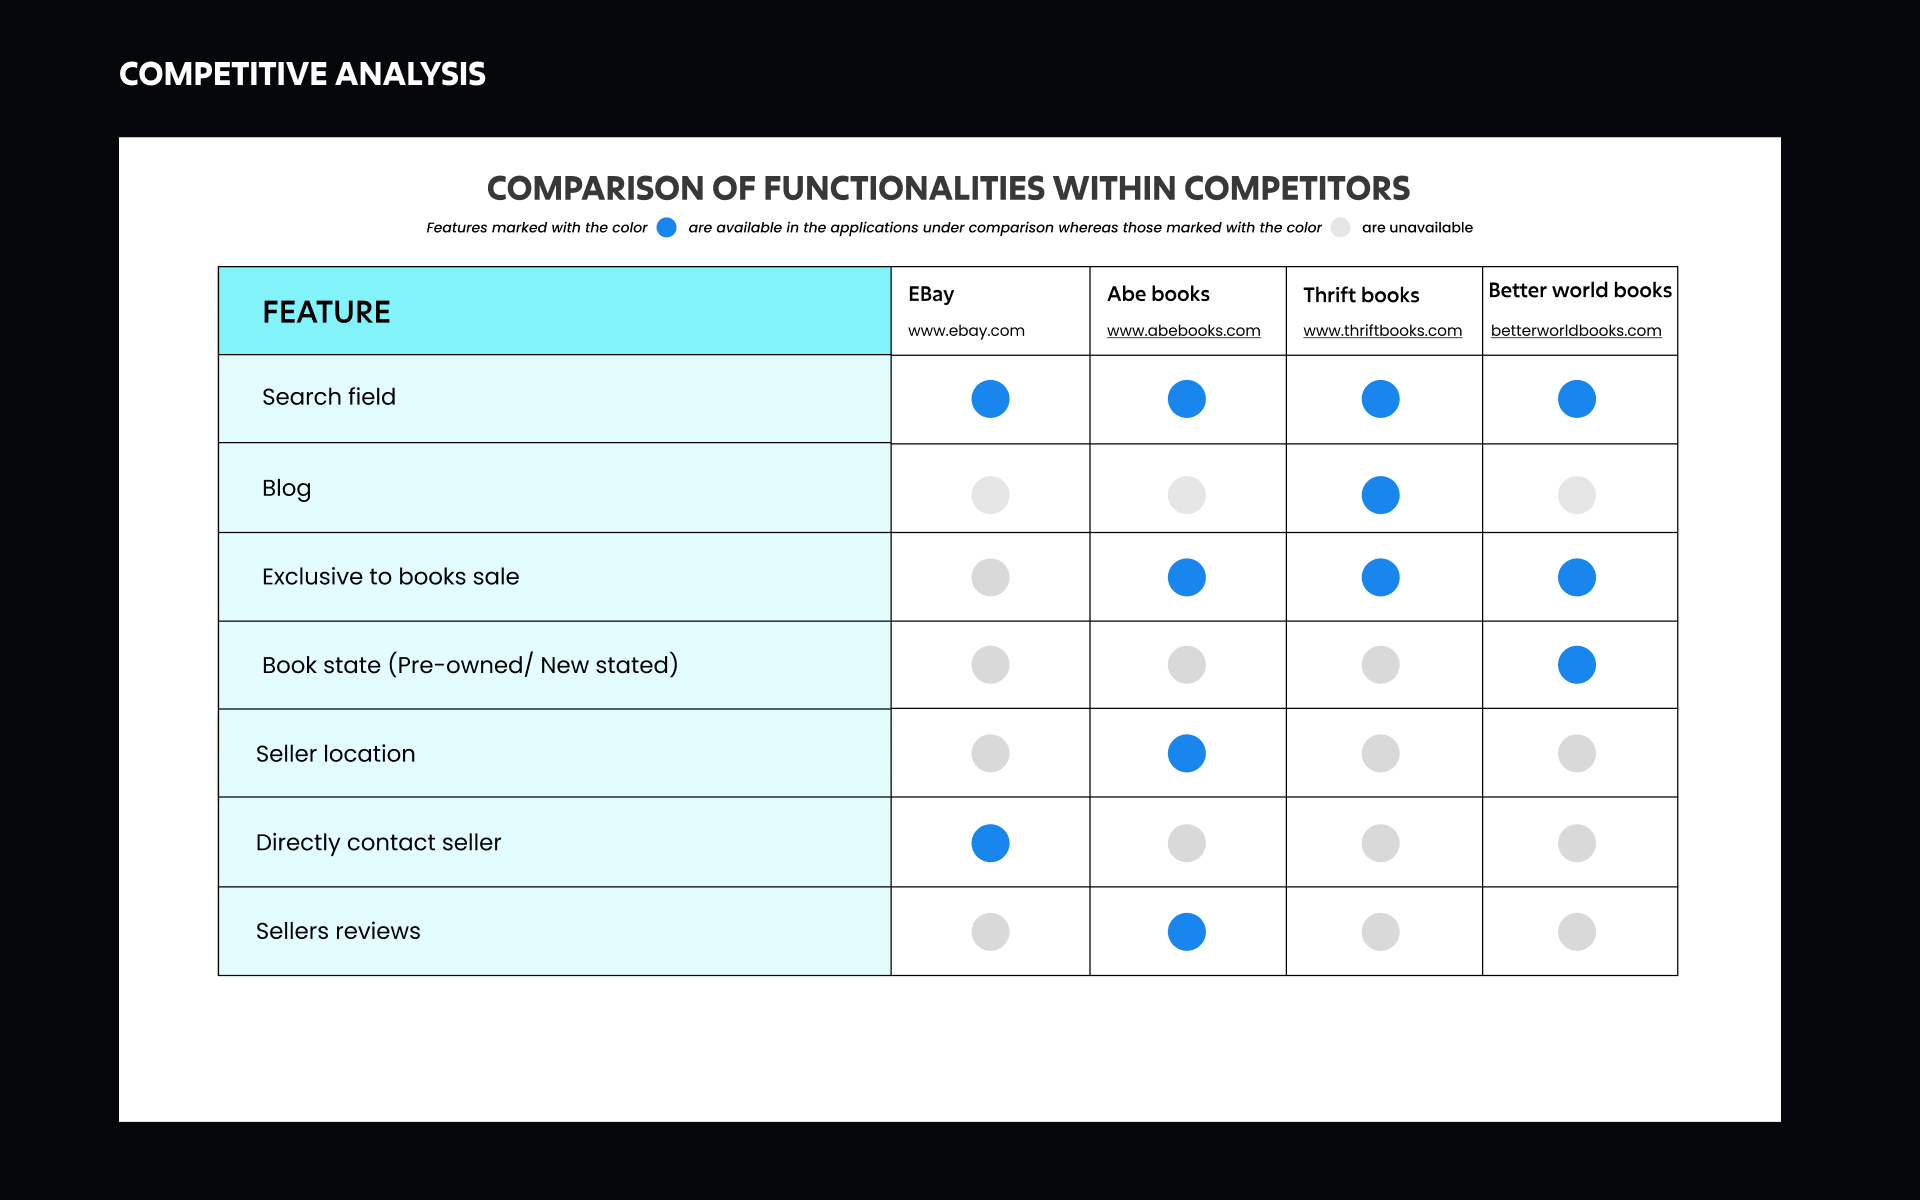 COMPETITIVE ANALYSIS
COMPARISON OF FUNCTIONALITIES WITHIN COMPETITORS
Features marked with the color are available in the applications under comparison whereas those marked with the color are unavailable
FEATURE
EBay
www.ebay.com
Abe books
www.abebooks.com
Thrift books
www.thriftbooks.com
Better world books
betterworldbooks.com
Search field
Blog
Exclusive to books sale
Book state (Pre-owned/ New stated)
Seller location
Directly contact seller
Sellers reviews